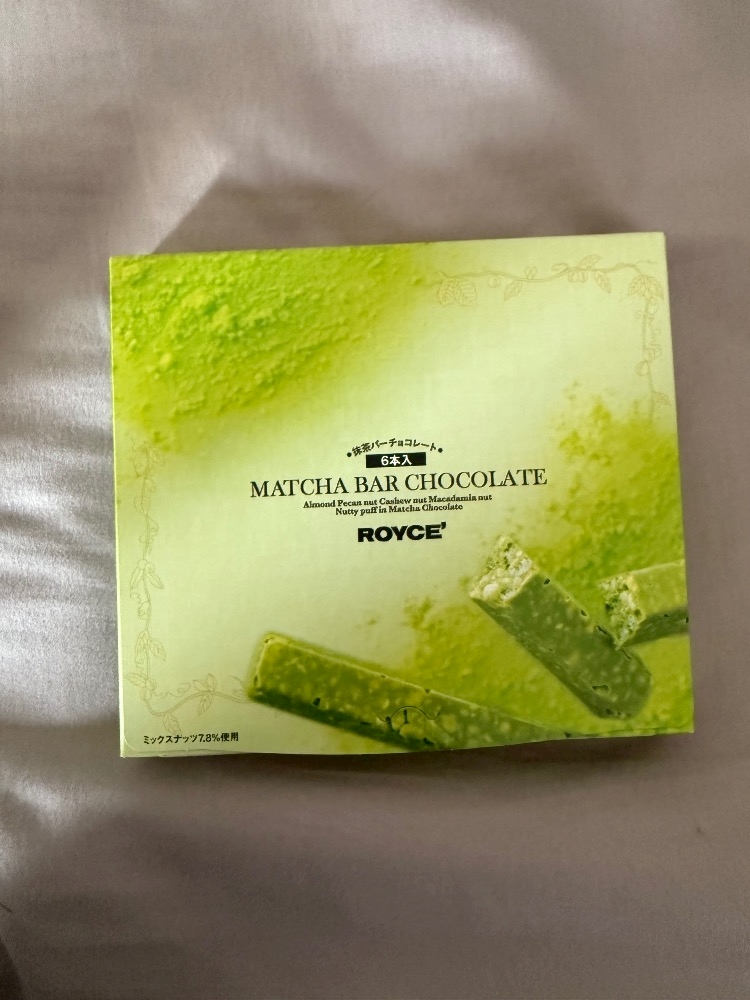 抹茶バーチョコレート
6本入
MATCHA BAR CHOCOLATE
Almond Pecan nut Cashew nut Macadamia nut
Nutty puff in Matcha Chocolate
ROYCE'
1
ミックスナッツ7.8%使用